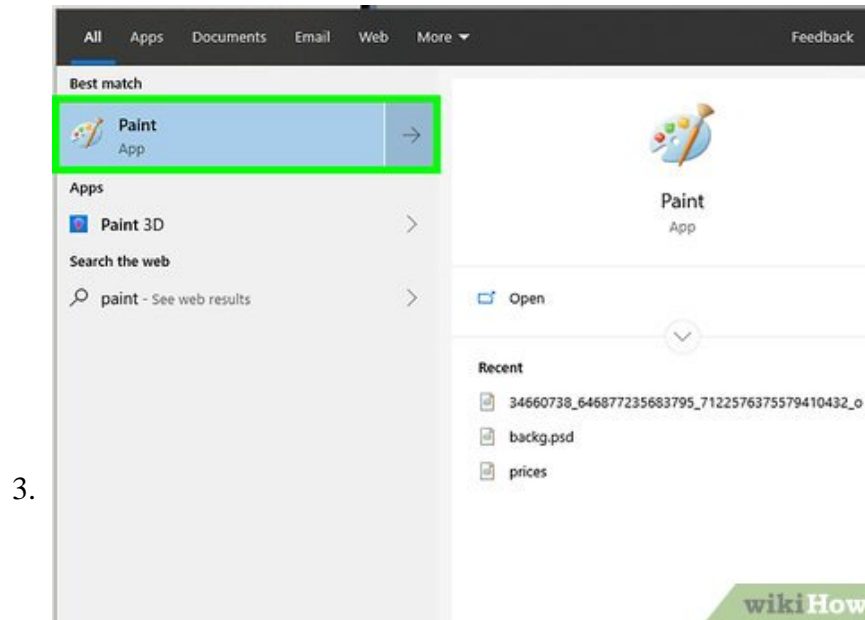 All Apps Documents Email Web More Feedback
Best match
Paint
App
Apps
Paint 3D
Search the web
paint - See web results
Paint
App
Open
Recent
34660738_646877235683795_7122576375579410432_o
backg.psd
prices
3.
wikiHow